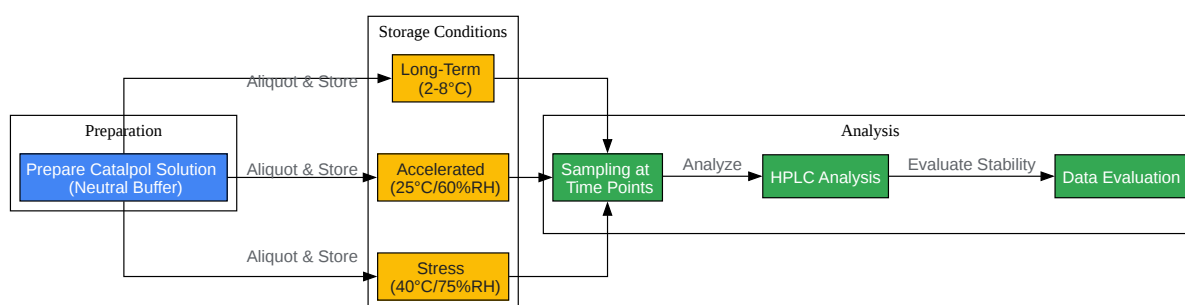 Storage Conditions
Long-Term
(2-8°C)
Aliquot & Store
Preparation
Prepare Catalpol Solution
(Neutral Buffer)
Aliquot & Store
Accelerated
(25°C/60%RH)
Aliquot & Store
Stress
(40°C/75%RH)
Analysis
Sampling at
Time Points
Analyze
HPLC Analysis
Evaluate Stability
Data Evaluation